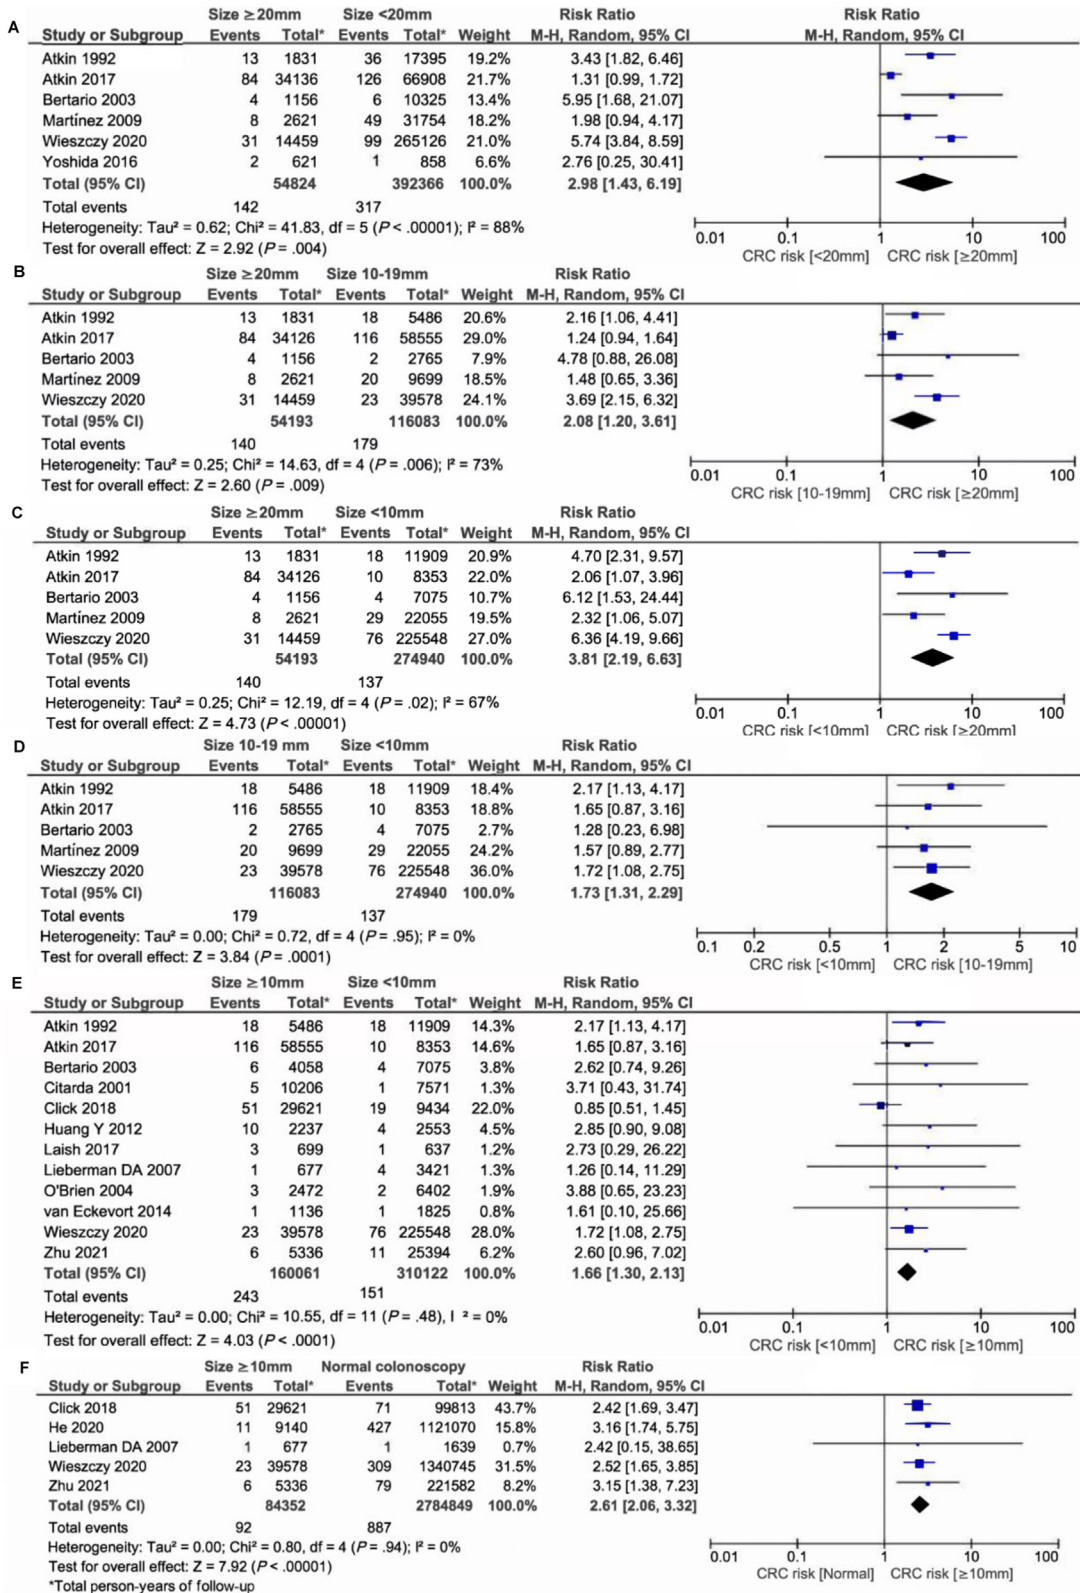 A
Size ≥20mm Size <20mm Risk Ratio Risk Ratio
Study or Subgroup Events Total* Events Total* Weight M-H, Random, 95% CI M-H, Random, 95% CI
Atkin 1992 13 1831 36 17395 19.2% 3.43 [1.82, 6.46]
Atkin 2017 84 34136 126 66908 21.7% 1.31 [0.99, 1.72]
Bertario 2003 4 1156 6 10325 13.4% 5.95 [1.68, 21.07]
Martínez 2009 8 2621 49 31754 18.2% 1.98 [0.94, 4.17]
Wieszczy 2020 31 14459 99 265126 21.0% 5.74 [3.84, 8.59]
Yoshida 2016 2 621 1 858 6.6% 2.76 [0.25, 30.41]
Total (95% CI) 54824 392366 100.0% 2.98 [1.43, 6.19]
Total events 142 317
Heterogeneity: Tau² = 0.62; Chi² = 41.83, df = 5 (P < .00001); I² = 88%
Test for overall effect: Z = 2.92 (P = .004)
0.01 0.1 1 10 100
CRC risk [<20mm] CRC risk [≥20mm]
B
Size ≥20mm Size 10-19mm Risk Ratio
Study or Subgroup Events Total* Events Total* Weight M-H, Random, 95% CI
Atkin 1992 13 1831 18 5486 20.6% 2.16 [1.06, 4.41]
Atkin 2017 84 34126 116 58555 29.0% 1.24 [0.94, 1.64]
Bertario 2003 4 1156 2 2765 7.9% 4.78 [0.88, 26.08]
Martínez 2009 8 2621 20 9699 18.5% 1.48 [0.65, 3.36]
Wieszczy 2020 31 14459 23 39578 24.1% 3.69 [2.15, 6.32]
Total (95% CI) 54193 116083 100.0% 2.08 [1.20, 3.61]
Total events 140 179
Heterogeneity: Tau² = 0.25; Chi² = 14.63, df = 4 (P = .006); I² = 73%
Test for overall effect: Z = 2.60 (P = .009)
0.01 0.1 1 10 100
CRC risk [10-19mm] CRC risk [≥20mm]
C
Size ≥20mm Size <10mm Risk Ratio
Study or Subgroup Events Total* Events Total* Weight M-H, Random, 95% CI
Atkin 1992 13 1831 18 11909 20.9% 4.70 [2.31, 9.57]
Atkin 2017 84 34126 10 8353 22.0% 2.06 [1.07, 3.96]
Bertario 2003 4 1156 4 7075 10.7% 6.12 [1.53, 24.44]
Martínez 2009 8 2621 29 22055 19.5% 2.32 [1.06, 5.07]
Wieszczy 2020 31 14459 76 225548 27.0% 6.36 [4.19, 9.66]
Total (95% CI) 54193 274940 100.0% 3.81 [2.19, 6.63]
Total events 140 137
Heterogeneity: Tau² = 0.25; Chi² = 12.19, df = 4 (P = .02); I² = 67%
Test for overall effect: Z = 4.73 (P < .00001)
0.01 0.1 1 10 100
CRC risk [<10mm] CRC risk [≥20mm]
D
Size 10-19 mm Size <10mm Risk Ratio
Study or Subgroup Events Total* Events Total* Weight M-H, Random, 95% CI
Atkin 1992 18 5486 18 11909 18.4% 2.17 [1.13, 4.17]
Atkin 2017 116 58555 10 8353 18.8% 1.65 [0.87, 3.16]
Bertario 2003 2 2765 4 7075 2.7% 1.28 [0.23, 6.98]
Martínez 2009 20 9699 29 22055 24.2% 1.57 [0.89, 2.77]
Wieszczy 2020 23 39578 76 225548 36.0% 1.72 [1.08, 2.75]
Total (95% CI) 116083 274940 100.0% 1.73 [1.31, 2.29]
Total events 179 137
Heterogeneity: Tau² = 0.00; Chi² = 0.72, df = 4 (P = .95); I² = 0%
Test for overall effect: Z = 3.84 (P = .0001)
0.1 0.2 0.5 1 2 5 10
CRC risk [<10mm] CRC risk [10-19mm]
E
Size ≥10mm Size <10mm Risk Ratio
Study or Subgroup Events Total* Events Total* Weight M-H, Random, 95% CI
Atkin 1992 18 5486 18 11909 14.3% 2.17 [1.13, 4.17]
Atkin 2017 116 58555 10 8353 14.6% 1.65 [0.87, 3.16]
Bertario 2003 6 4058 4 7075 3.8% 2.62 [0.74, 9.26]
Citarda 2001 5 10206 1 7571 1.3% 3.71 [0.43, 31.74]
Click 2018 51 29621 19 9434 22.0% 0.85 [0.51, 1.45]
Huang Y 2012 10 2237 4 2553 4.5% 2.85 [0.90, 9.08]
Laish 2017 3 699 1 637 1.2% 2.73 [0.29, 26.22]
Lieberman DA 2007 1 677 4 3421 1.3% 1.26 [0.14, 11.29]
O'Brien 2004 3 2472 2 6402 1.9% 3.88 [0.65, 23.23]
van Eckevort 2014 1 1136 1 1825 0.8% 1.61 [0.10, 25.66]
Wieszczy 2020 23 39578 76 225548 28.0% 1.72 [1.08, 2.75]
Zhu 2021 6 5336 11 25394 6.2% 2.60 [0.96, 7.02]
Total (95% CI) 160061 310122 100.0% 1.66 [1.30, 2.13]
Total events 243 151
Heterogeneity: Tau² = 0.00; Chi² = 10.55, df = 11 (P = .48), I ² = 0%
Test for overall effect: Z = 4.03 (P < .0001)
0.01 0.1 1 10 100
CRC risk [<10mm] CRC risk [≥10mm]
F
Size ≥10mm Normal colonoscopy Risk Ratio
Study or Subgroup Events Total* Events Total* Weight M-H, Random, 95% CI
Click 2018 51 29621 71 99813 43.7% 2.42 [1.69, 3.47]
He 2020 11 9140 427 1121070 15.8% 3.16 [1.74, 5.75]
Lieberman DA 2007 1 677 1 1639 0.7% 2.42 [0.15, 38.65]
Wieszczy 2020 23 39578 309 1340745 31.5% 2.52 [1.65, 3.85]
Zhu 2021 6 5336 79 221582 8.2% 3.15 [1.38, 7.23]
Total (95% CI) 84352 2784849 100.0% 2.61 [2.06, 3.32]
Total events 92 887
Heterogeneity: Tau² = 0.00; Chi² = 0.80, df = 4 (P = .94); I² = 0%
Test for overall effect: Z = 7.92 (P < .00001)
*Total person-years of follow-up
0.01 0.1 1 10 100
CRC risk [Normal] CRC risk [≥10mm]